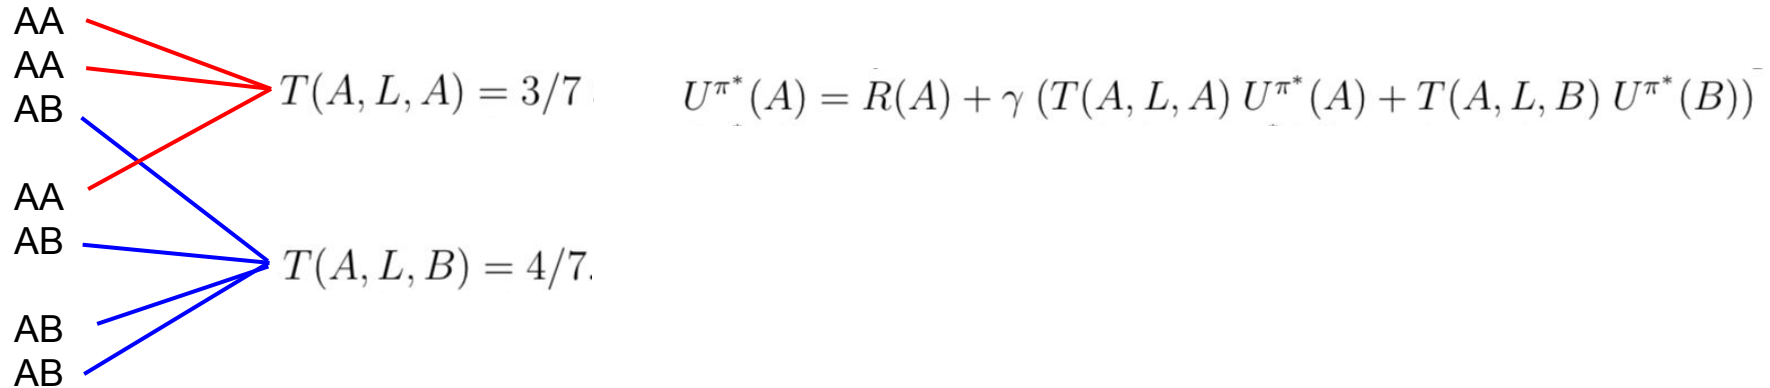 AA
AA
AB
AA
AB
AB
AB
T(A, L, A) = 3/7
T(A, L, B) = 4/7.
U^{π*}(A) = R(A) + γ (T(A, L, A) U^{π*}(A) + T(A, L, B) U^{π*}(B))